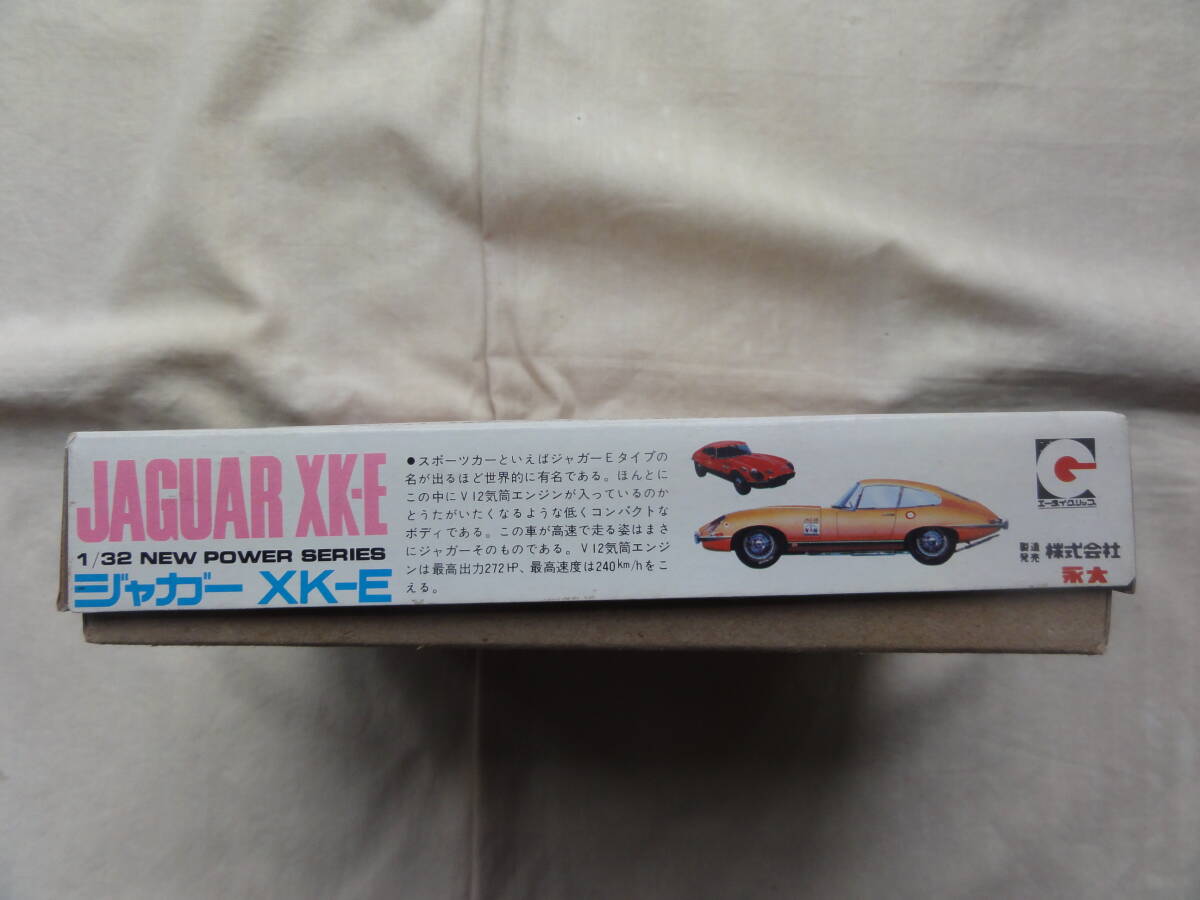 JAGUAR XK-E
1/32 NEW POWER SERIES
ジャガー XK-E
●スポーツカーといえばジャガーEタイプの
名が出るほど世界的に有名である。ほんとに
この中にV12気筒エンジンが入っているのか
とうたがいたくなるような低くコンパクトな
ボディである。この車が高速で走る姿はまさ
にジャガーそのものである。V12気筒エンジ
ンは最高出力272HP、最高速度は240km/hをこ
える。
エーダイグリップ
製造
発売
株式会社
永大